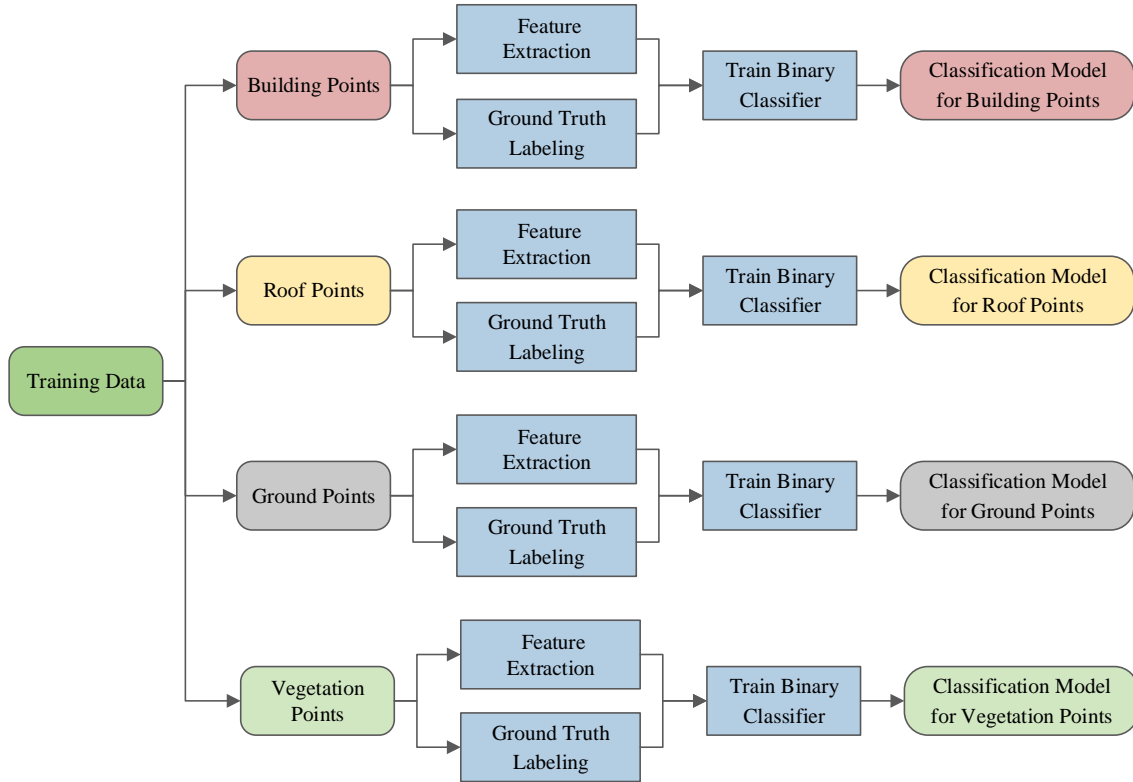 Training Data
Building Points
Feature
Extraction
Ground Truth
Labeling
Train Binary
Classifier
Classification Model
for Building Points
Roof Points
Feature
Extraction
Ground Truth
Labeling
Train Binary
Classifier
Classification Model
for Roof Points
Ground Points
Feature
Extraction
Ground Truth
Labeling
Train Binary
Classifier
Classification Model
for Ground Points
Vegetation
Points
Feature
Extraction
Ground Truth
Labeling
Train Binary
Classifier
Classification Model
for Vegetation Points